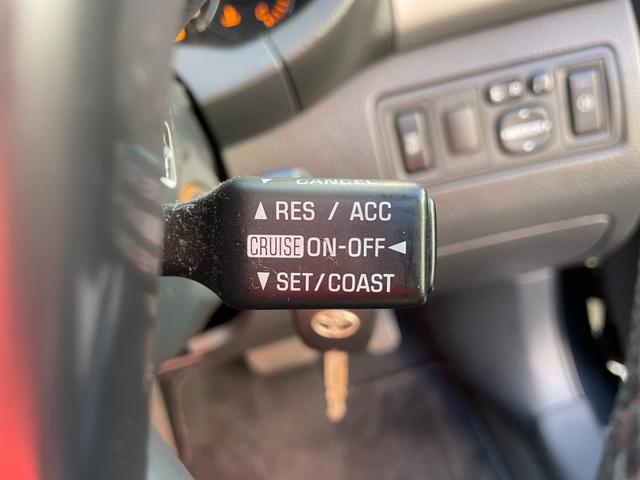 CANCEL
▲ RES / ACC
CRUISE ON-OFF ◄
▼ SET/COAST